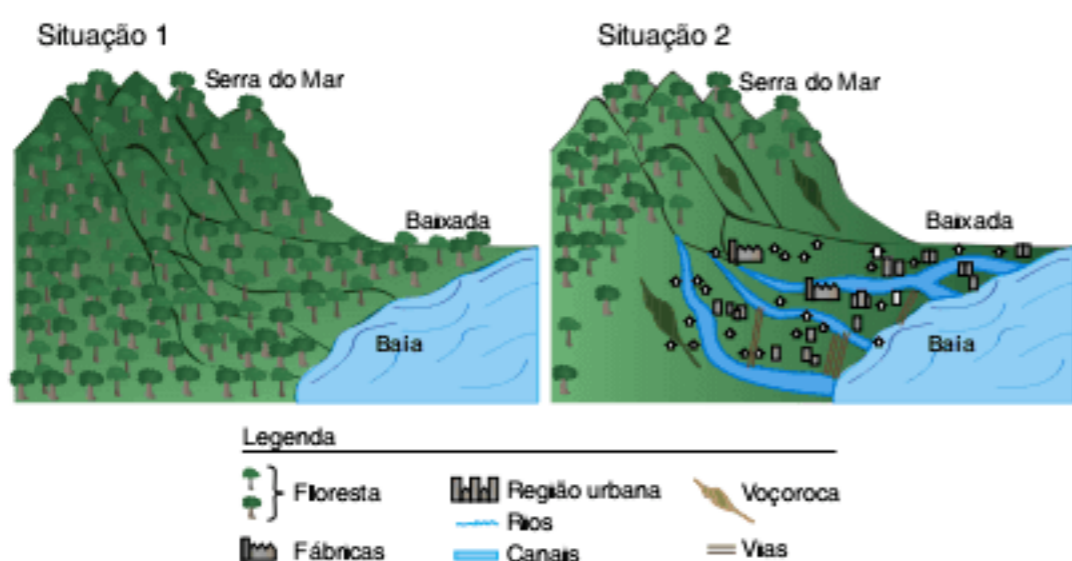 Situação 1
Serra do Mar
Baixada
Baía
Situação 2
Serra do Mar
Baixada
Baía
Legenda
Floresta
Fábricas
Região urbana
Rios
Canais
Voçoroca
Vias